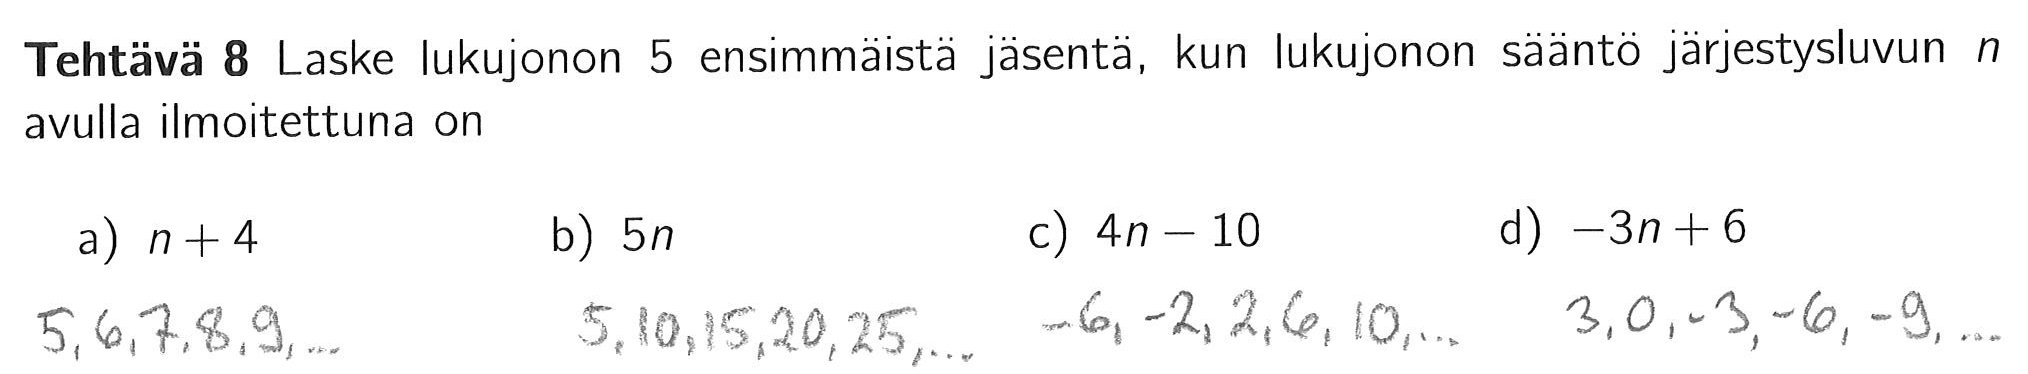 Tehtävä 8 Laske lukujonon 5 ensimmäistä jäsentä, kun lukujonon sääntö järjestysluvun n
avulla ilmoitettuna on
a) n + 4 b) 5n c) 4n − 10 d) −3n + 6
5,6,7,8,9,... 5,10,15,20,25,... -6,-2,2,6,10,... 3,0,-3,-6,-9,...